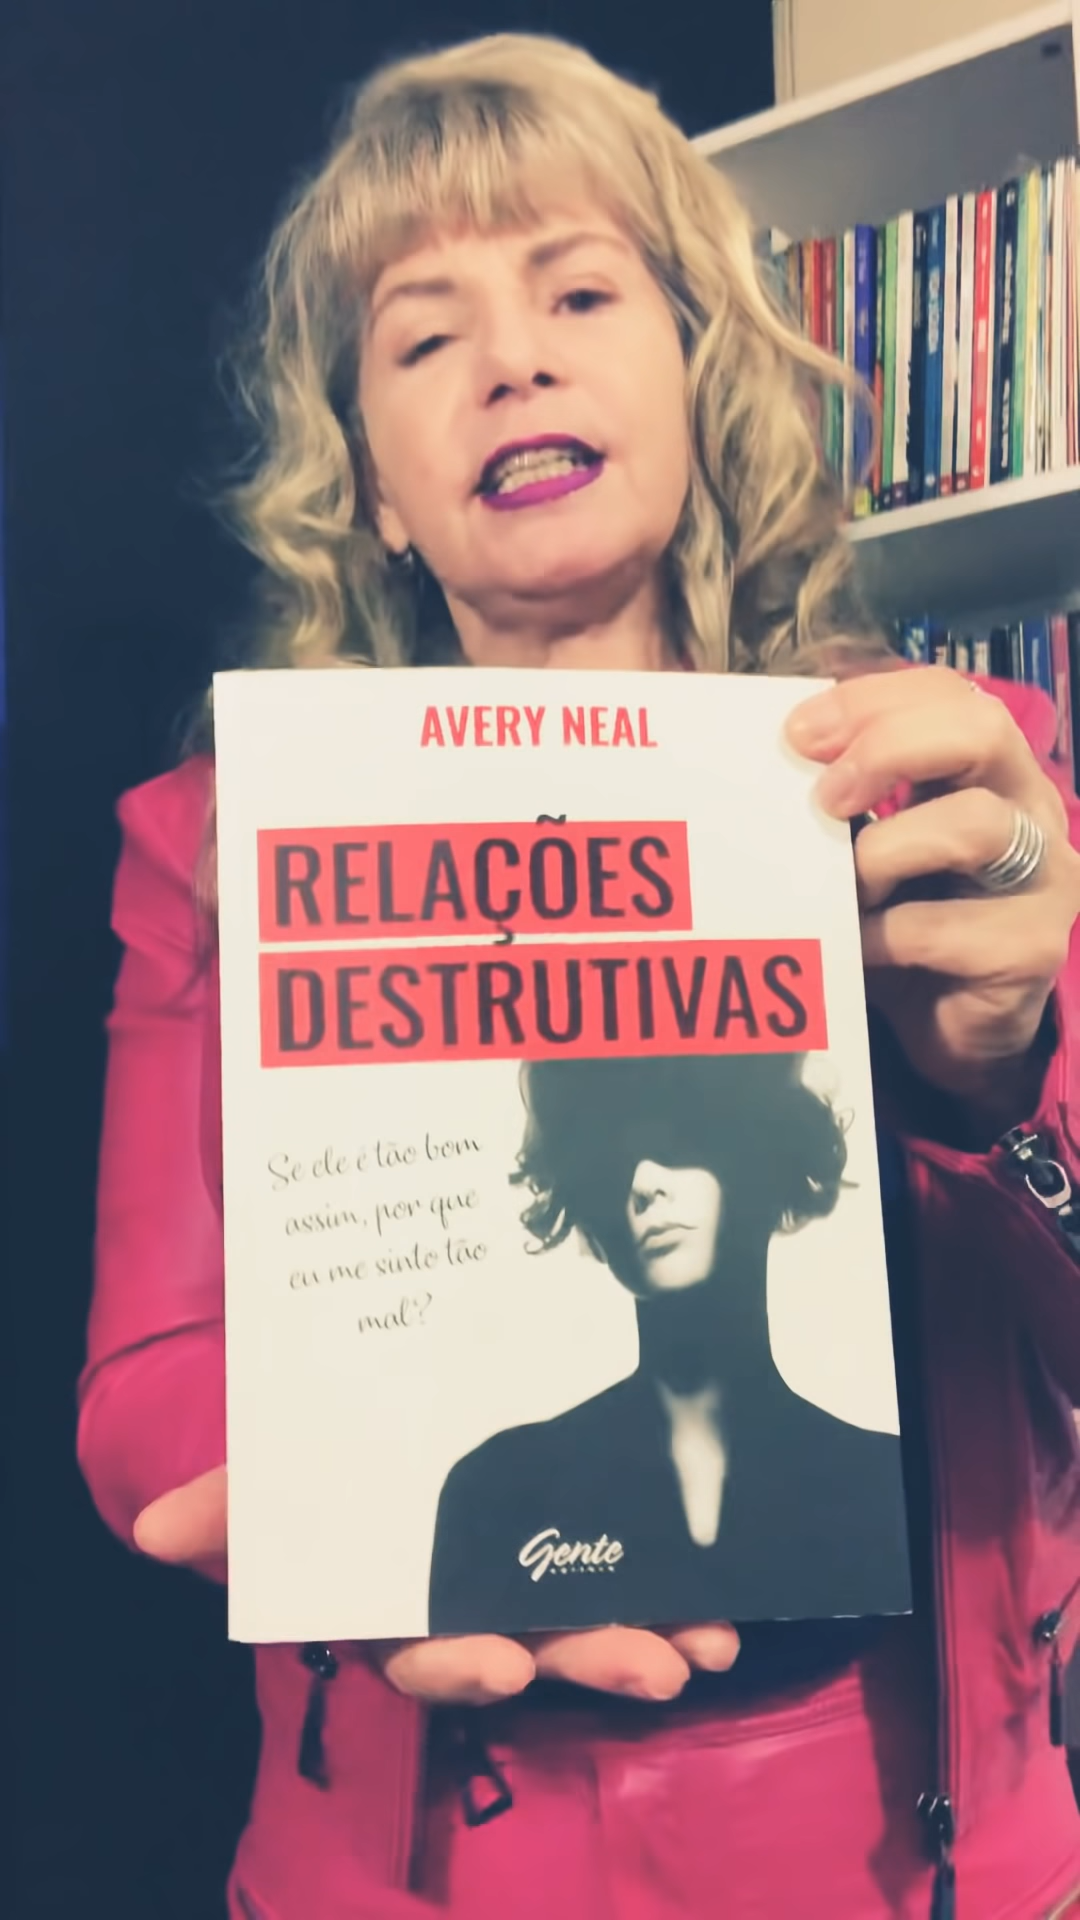 AVERY NEAL
RELAÇÕES
DESTRUTIVAS
Se ele é tão bom
assim, por que
eu me sinto tão
mal?
Gente